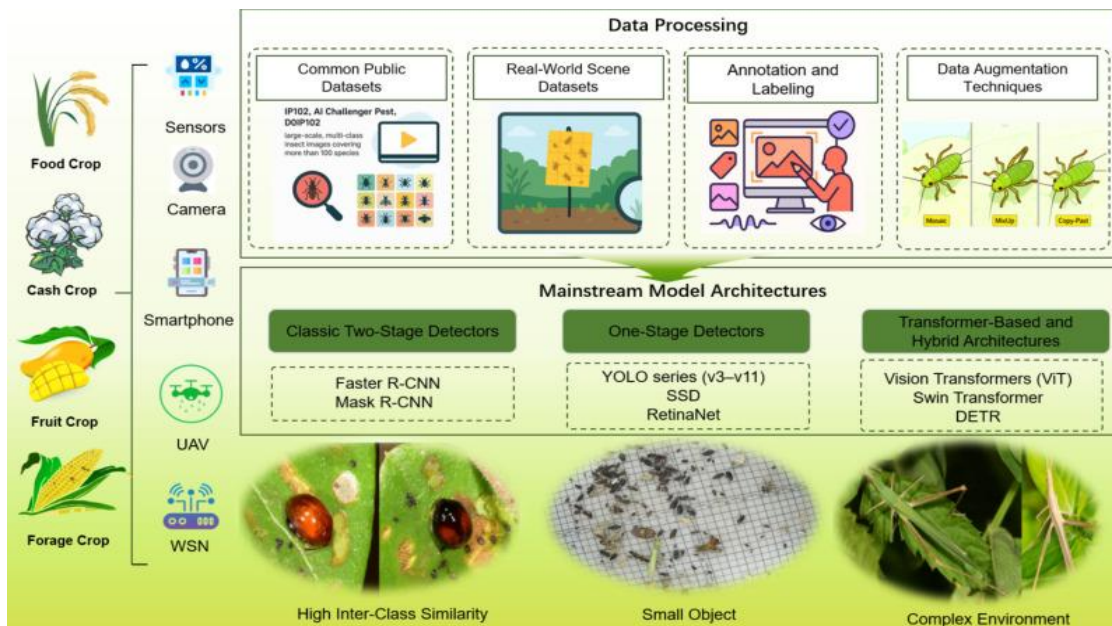 Food Crop
Cash Crop
Fruit Crop
Forage Crop
%
Sensors
Camera
Smartphone
UAV
WSN
Data Processing
Common Public
Datasets
IP102, AI Challenger Pest,
D0IP102
large-scale, multi-class
insect images covering
more than 100 species
Real-World Scene
Datasets
Annotation and
Labeling
Data Augmentation
Techniques
Mosaic
MixUp
Copy-Past
Mainstream Model Architectures
Classic Two-Stage Detectors
Faster R-CNN
Mask R-CNN
One-Stage Detectors
YOLO series (v3–v11)
SSD
RetinaNet
Transformer-Based and
Hybrid Architectures
Vision Transformers (ViT)
Swin Transformer
DETR
High Inter-Class Similarity
Small Object
Complex Environment